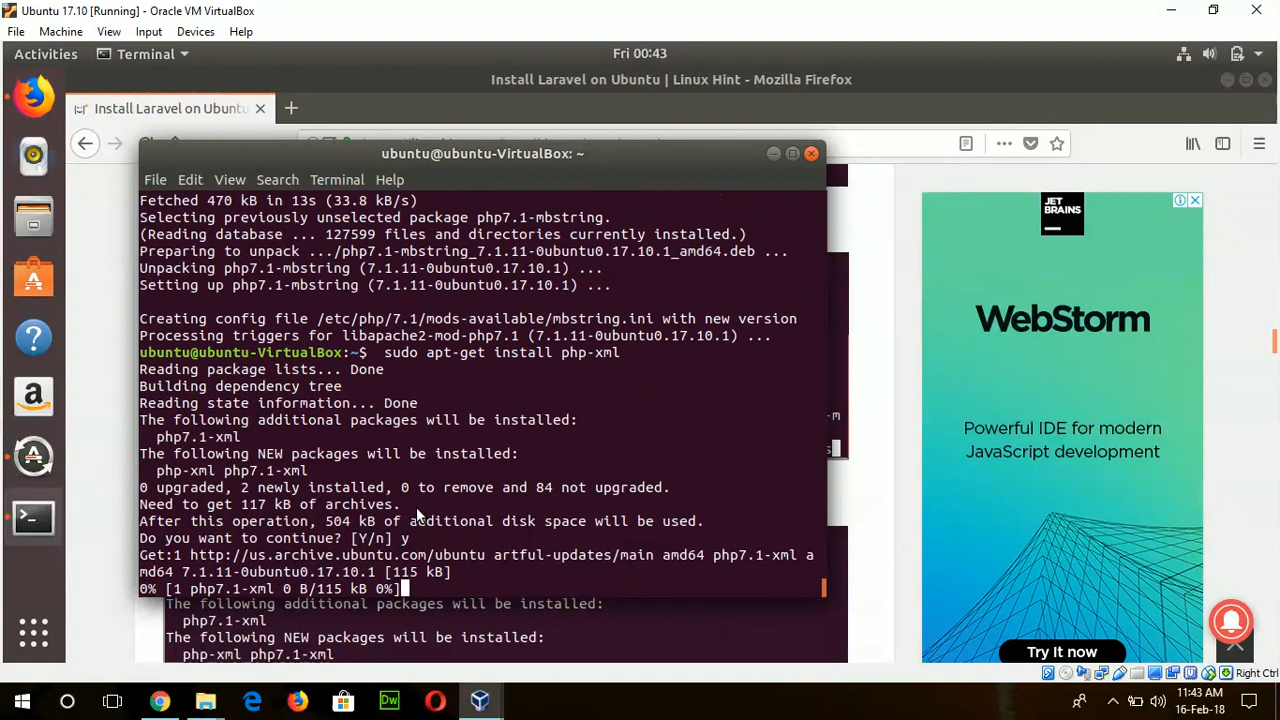 Ubuntu 17.10 [Running] - Oracle VM VirtualBox
File Machine View Input Devices Help
Activities Terminal Fri 00:43
Install Laravel on Ubuntu | Linux Hint - Mozilla Firefox
Install Laravel on Ubuntu
ubuntu@ubuntu-VirtualBox: ~
File Edit View Search Terminal Help
Fetched 470 kB in 13s (33.8 kB/s)
Selecting previously unselected package php7.1-mbstring.
(Reading database ... 127599 files and directories currently installed.)
Preparing to unpack .../php7.1-mbstring_7.1.11-0ubuntu0.17.10.1_amd64.deb ...
Unpacking php7.1-mbstring (7.1.11-0ubuntu0.17.10.1) ...
Setting up php7.1-mbstring (7.1.11-0ubuntu0.17.10.1) ...
Creating config file /etc/php/7.1/mods-available/mbstring.ini with new version
Processing triggers for libapache2-mod-php7.1 (7.1.11-0ubuntu0.17.10.1) ...
ubuntu@ubuntu-VirtualBox:~$ sudo apt-get install php-xml
Reading package lists... Done
Building dependency tree
Reading state information... Done
The following additional packages will be installed:
php7.1-xml
The following NEW packages will be installed:
php-xml php7.1-xml
0 upgraded, 2 newly installed, 0 to remove and 84 not upgraded.
Need to get 117 kB of archives.
After this operation, 504 kB of additional disk space will be used.
Do you want to continue? [Y/n] y
Get:1 http://us.archive.ubuntu.com/ubuntu artful-updates/main amd64 php7.1-xml a
md64 7.1.11-0ubuntu0.17.10.1 [115 kB]
0% [1 php7.1-xml 0 B/115 kB 0%]
The following additional packages will be installed:
php7.1-xml
The following NEW packages will be installed:
php-xml php7.1-xml
JET
BRAINS
WebStorm
Powerful IDE for modern
JavaScript development
Try it now
Right Ctrl
Dw
11:43 AM
16-Feb-18